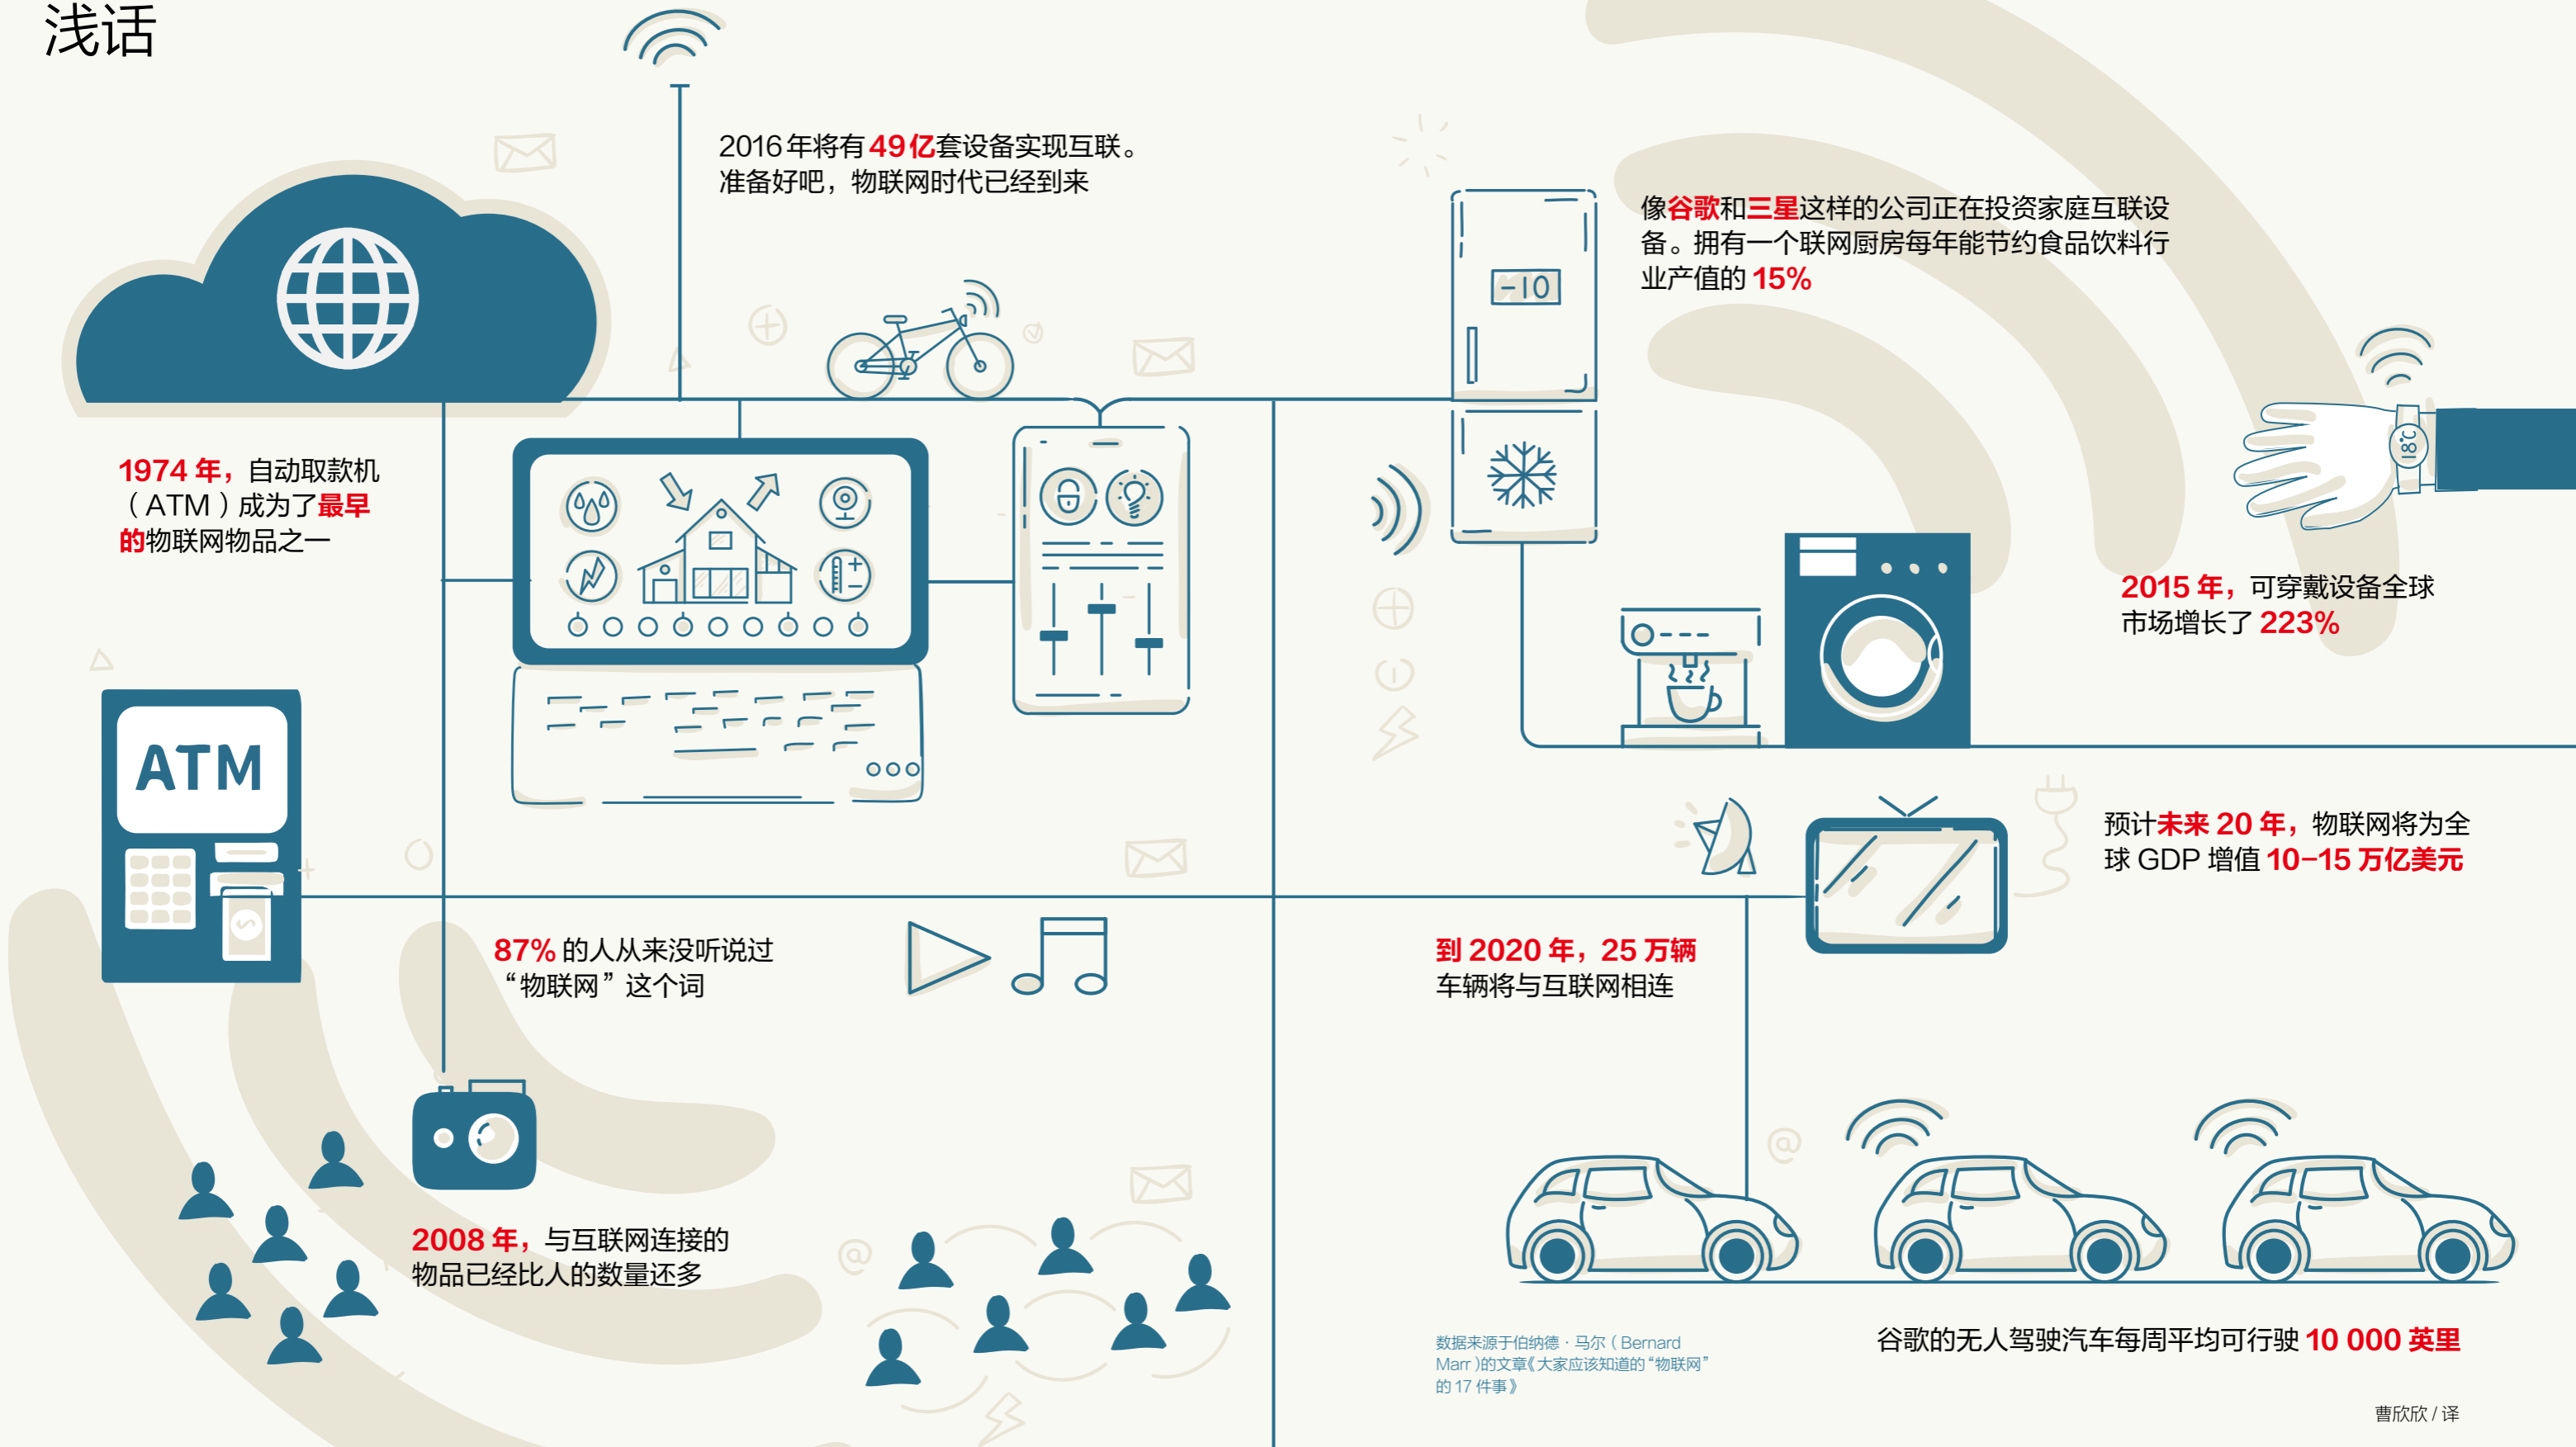 浅话
2016年将有49亿套设备实现互联。
准备好吧，物联网时代已经到来
像谷歌和三星这样的公司正在投资家庭互联设
备。拥有一个联网厨房每年能节约食品饮料行
业产值的 15%
-10
18℃
1974 年，自动取款机
（ATM）成为了最早
的物联网物品之一
2015 年，可穿戴设备全球
市场增长了 223%
ATM
预计未来 20 年，物联网将为全
球 GDP 增值 10-15 万亿美元
87% 的人从来没听说过
“物联网”这个词
到 2020 年，25 万辆
车辆将与互联网相连
2008 年，与互联网连接的
物品已经比人的数量还多
谷歌的无人驾驶汽车每周平均可行驶 10 000 英里
数据来源于伯纳德·马尔（Bernard
Marr）的文章《大家应该知道的“物联网”
的 17 件事》
曹欣欣 / 译